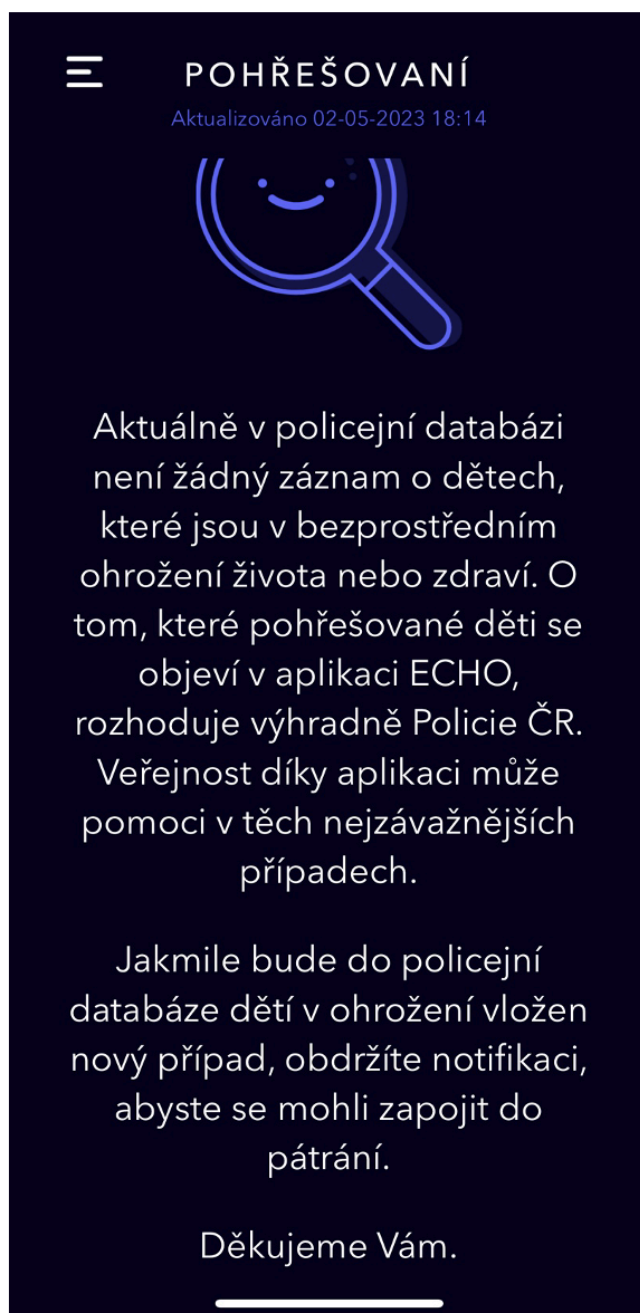 POHŘEŠOVANÍ
Aktualizováno 02-05-2023 18:14
Aktuálně v policejní databázi
není žádný záznam o dětech,
které jsou v bezprostředním
ohrožení života nebo zdraví. O
tom, které pohřešované děti se
objeví v aplikaci ECHO,
rozhoduje výhradně Policie ČR.
Veřejnost díky aplikaci může
pomoci v těch nejzávažnějších
případech.
Jakmile bude do policejní
databáze dětí v ohrožení vložen
nový případ, obdržíte notifikaci,
abyste se mohli zapojit do
pátrání.
Děkujeme Vám.